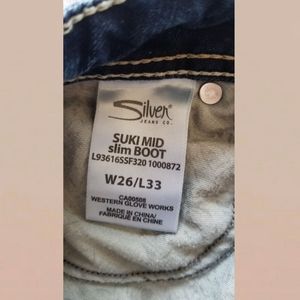 Silver
JEANS CO.
SUKI MID
slim BOOT
L93616SSF320 1000872
W26/L33
CA00508
WESTERN GLOVE WORKS
MADE IN CHINA/
FABRIQUÉ EN CHINE